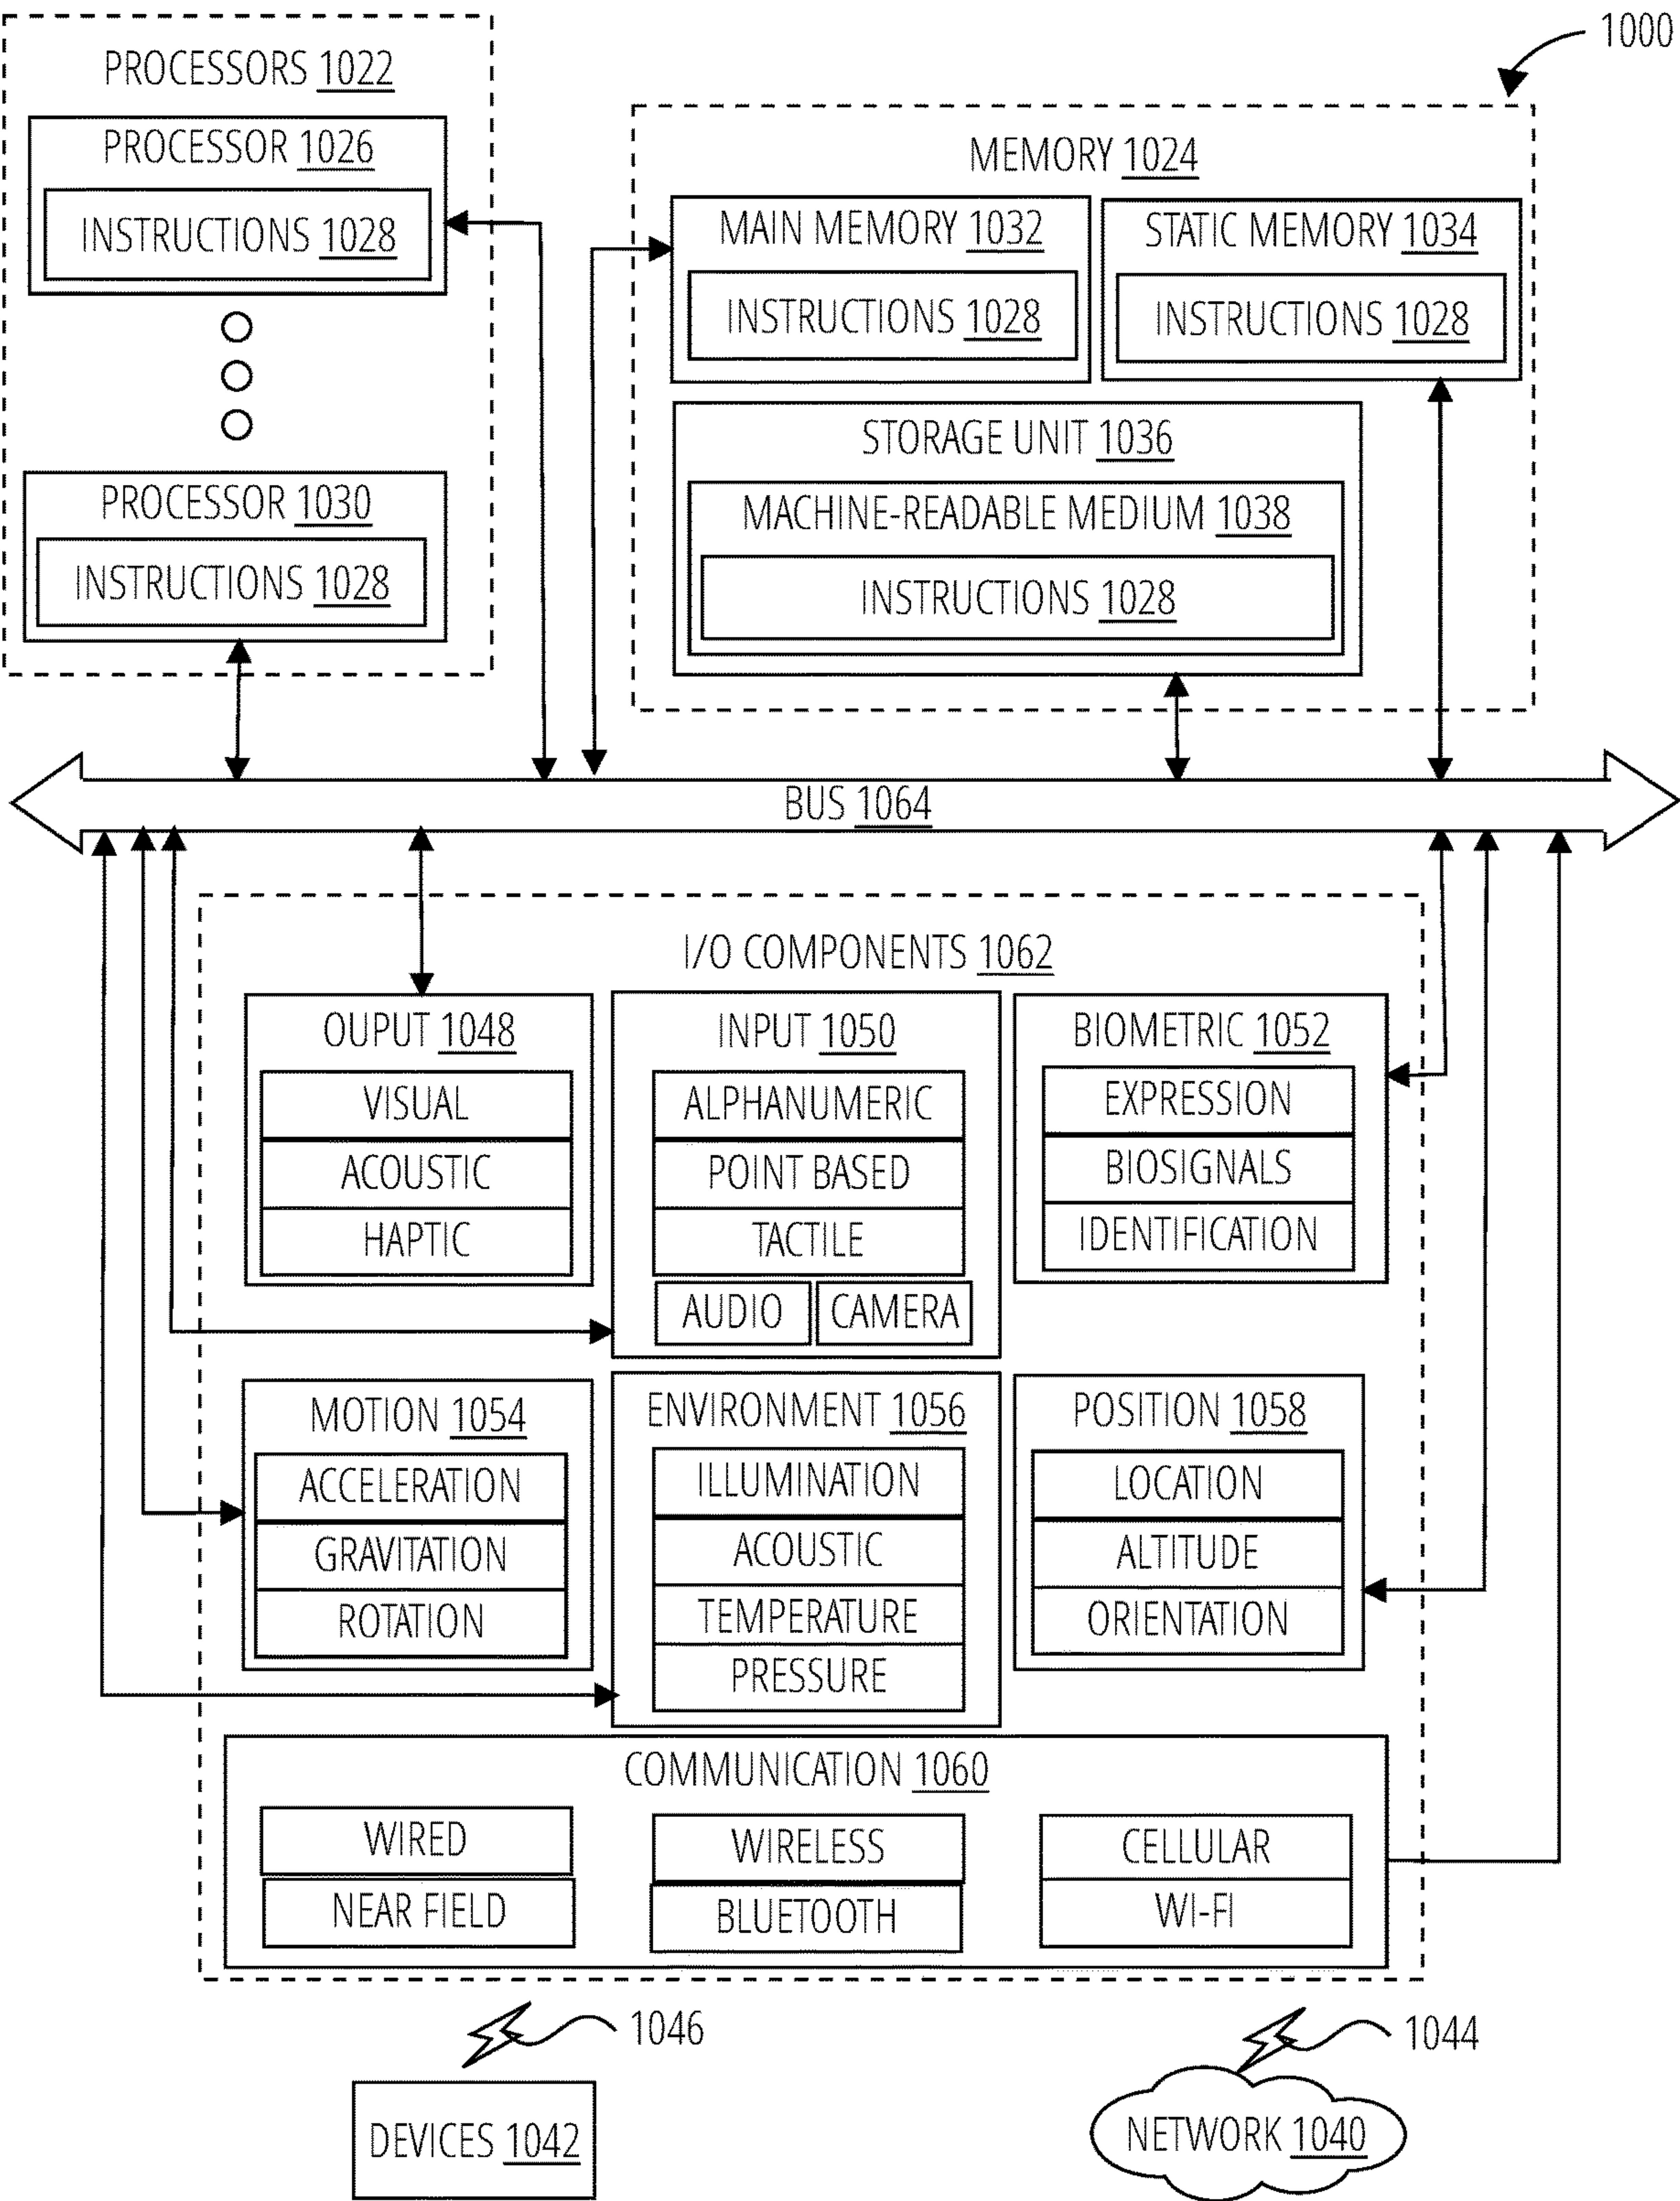 1000
PROCESSORS 1022
PROCESSOR 1026
INSTRUCTIONS 1028
PROCESSOR 1030
INSTRUCTIONS 1028
MEMORY 1024
MAIN MEMORY 1032
INSTRUCTIONS 1028
STATIC MEMORY 1034
INSTRUCTIONS 1028
STORAGE UNIT 1036
MACHINE-READABLE MEDIUM 1038
INSTRUCTIONS 1028
BUS 1064
I/O COMPONENTS 1062
OUPUT 1048
VISUAL
ACOUSTIC
HAPTIC
INPUT 1050
ALPHANUMERIC
POINT BASED
TACTILE
AUDIO
CAMERA
BIOMETRIC 1052
EXPRESSION
BIOSIGNALS
IDENTIFICATION
MOTION 1054
ACCELERATION
GRAVITATION
ROTATION
ENVIRONMENT 1056
ILLUMINATION
ACOUSTIC
TEMPERATURE
PRESSURE
POSITION 1058
LOCATION
ALTITUDE
ORIENTATION
COMMUNICATION 1060
WIRED
NEAR FIELD
WIRELESS
BLUETOOTH
CELLULAR
WI-FI
1046
1044
DEVICES 1042
NETWORK 1040